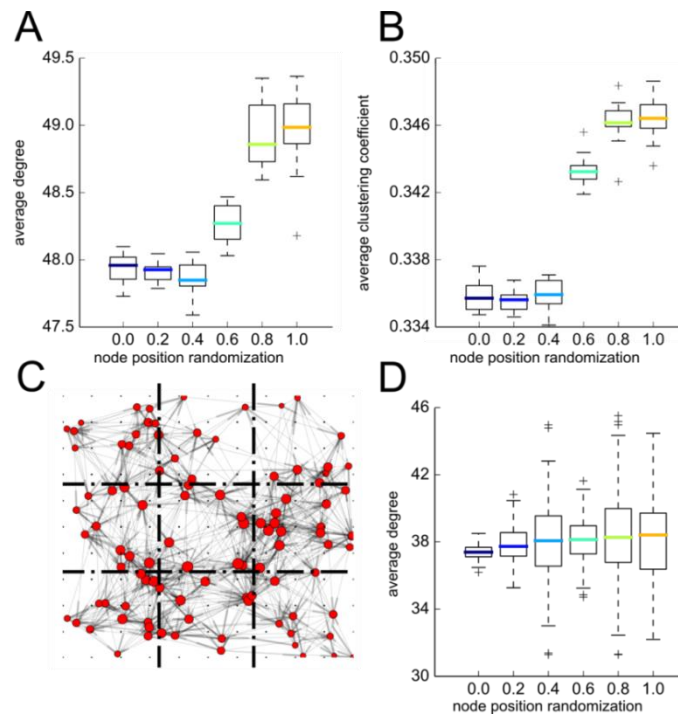 A
49.5
49.0
48.5
48.0
47.5
average degree
0.0 0.2 0.4 0.6 0.8 1.0
node position randomization
B
0.350
0.346
0.342
0.338
0.334
average clustering coefficient
0.0 0.2 0.4 0.6 0.8 1.0
node position randomization
C
D
46
42
38
34
30
average degree
0.0 0.2 0.4 0.6 0.8 1.0
node position randomization